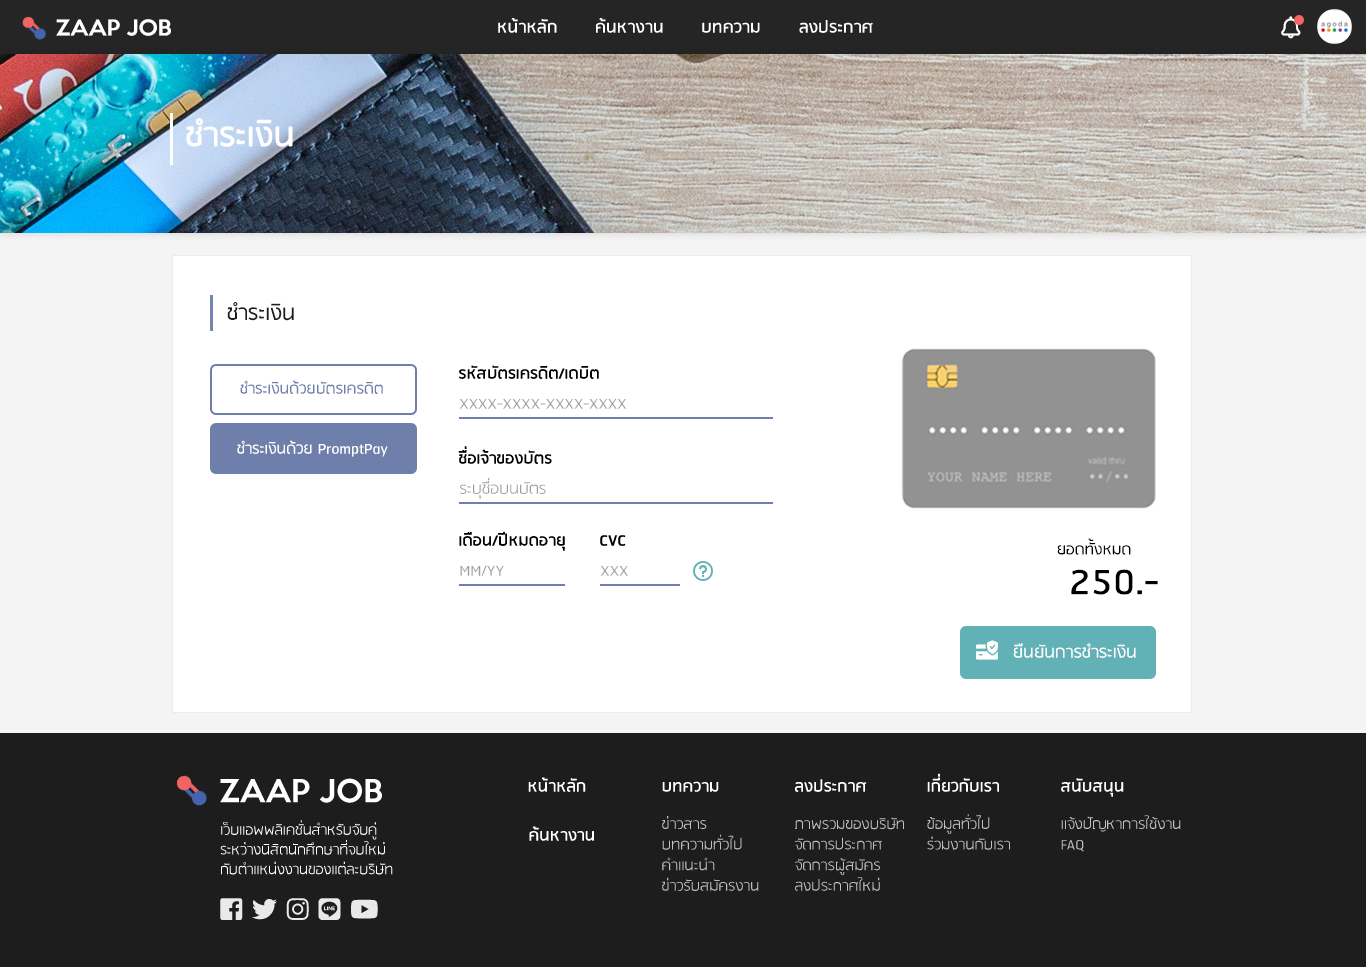 ZAAP JOB
หน้าหลัก ค้นหางาน บทความ ลงประกาศ
agoda
ชำระเงิน
ชำระเงิน
ชำระเงินด้วยบัตรเครดิต
ชำระเงินด้วย PromptPay
รหัสบัตรเครดิต/เดบิต
XXXX-XXXX-XXXX-XXXX
ชื่อเจ้าของบัตร
ระบุชื่อบนบัตร
เดือน/ปีหมดอายุ CVC
MM/YY XXX
?
•••• •••• •••• ••••
valid thru
YOUR NAME HERE ••/••
ยอดทั้งหมด
250.-
ยืนยันการชำระเงิน
ZAAP JOB
เว็บแอพพลิเคชั่นสำหรับจับคู่
ระหว่างนิสิตนักศึกษาที่จบใหม่
กับตำแหน่งงานของแต่ละบริษัท
LINE
หน้าหลัก
ค้นหางาน
บทความ
ข่าวสาร
บทความทั่วไป
คำแนะนำ
ข่าวรับสมัครงาน
ลงประกาศ
ภาพรวมของบริษัท
จัดการประกาศ
จัดการผู้สมัคร
ลงประกาศใหม่
เกี่ยวกับเรา
ข้อมูลทั่วไป
ร่วมงานกับเรา
สนับสนุน
แจ้งปัญหาการใช้งาน
FAQ